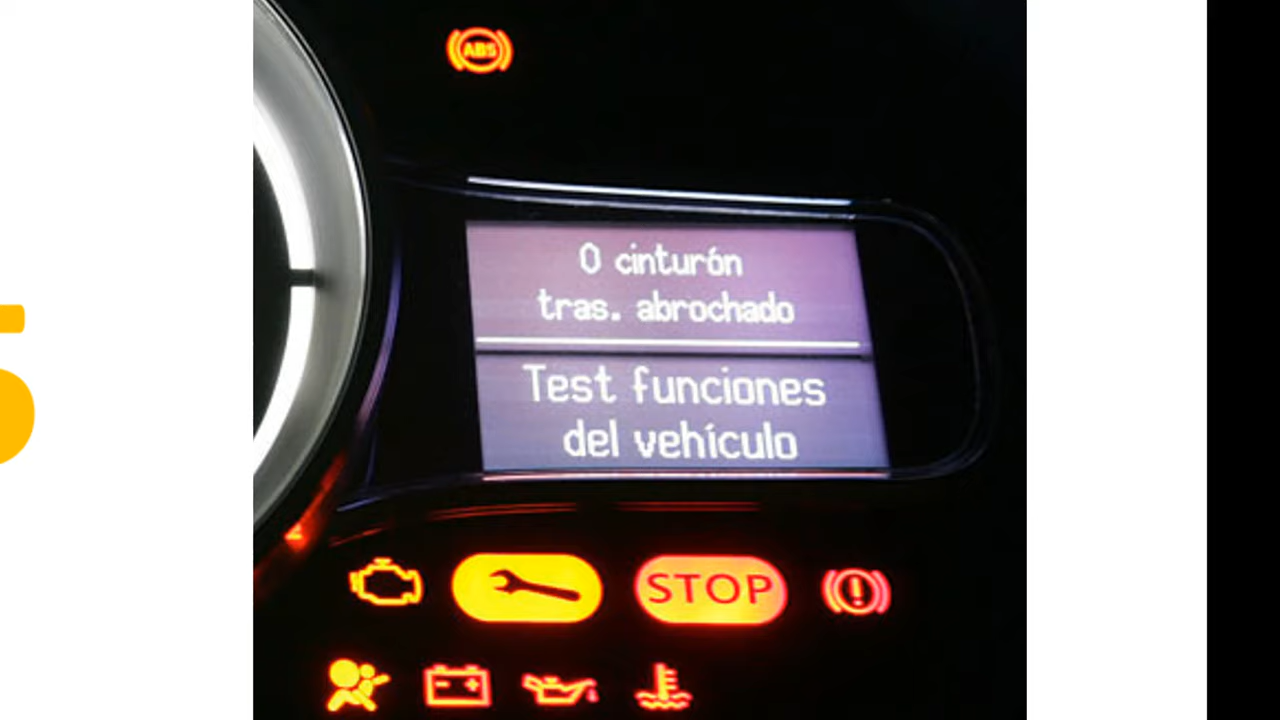 ABS
0 cinturón
tras. abrochado
Test funciones
del vehículo
STOP